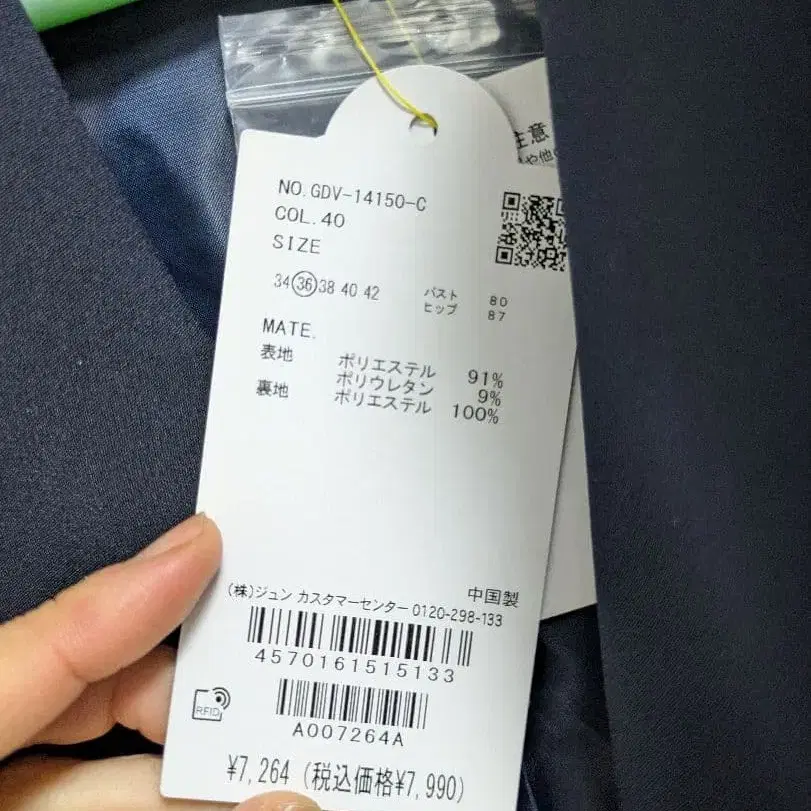 注意
や他の
NO.GDV-14150-C
COL.40
SIZE
34 36 38 40 42
バスト 80
ヒップ 87
MATE.
表地 ポリエステル 91%
ポリウレタン 9%
裏地 ポリエステル 100%
中国製
(株)ジュン カスタマーセンター 0120-298-133
4570161515133
RFID
A007264A
¥7,264 (税込価格¥7,990)